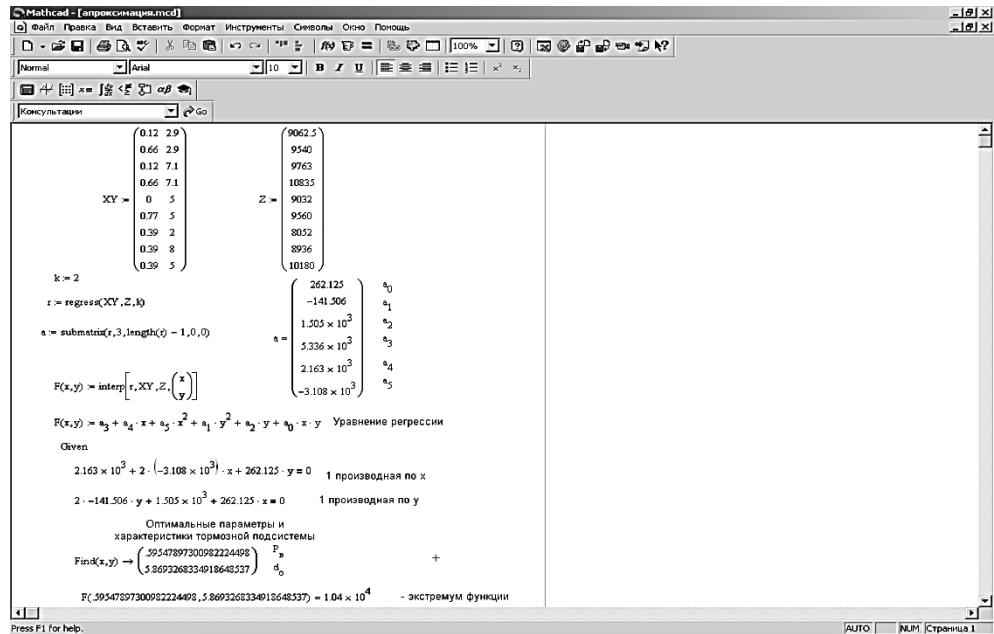 Mathcad - [апроксимация.mcd]
Файл Правка Вид Вставить Формат Инструменты Символы Окно Помощь
100%
Normal Arial 10 B I U
αβ
Консультации Go
XY := (0.12 2.9 Z := (9062.5
0.66 2.9 9540
0.12 7.1 9763
0.66 7.1 10835
0 5 9032
0.77 5 9560
0.39 2 8052
0.39 8 8936
0.39 5) 10180)
k := 2
r := regress(XY,Z,k)
a := submatrix(r,3,length(r) − 1,0,0)
a = (262.125 a0
−141.506 a1
1.505 × 10^3 a2
5.336 × 10^3 a3
2.163 × 10^3 a4
−3.108 × 10^3) a5
F(x,y) := interp[r,XY,Z,(x y)]
F(x,y) := a3 + a4 · x + a5 · x^2 + a1 · y^2 + a2 · y + a0 · x · y Уравнение регрессии
Given
2.163 × 10^3 + 2 · (−3.108 × 10^3) · x + 262.125 · y = 0 1 производная по x
2 · −141.506 · y + 1.505 × 10^3 + 262.125 · x = 0 1 производная по y
Оптимальные параметры и
характеристики тормозной подсистемы
Find(x,y) → (.59547897300982224498 Pв
5.8693268334918648537) do
F(.59547897300982224498,5.8693268334918648537) = 1.04 × 10^4 - экстремум функции
Press F1 for help. AUTO NUM Страница 1